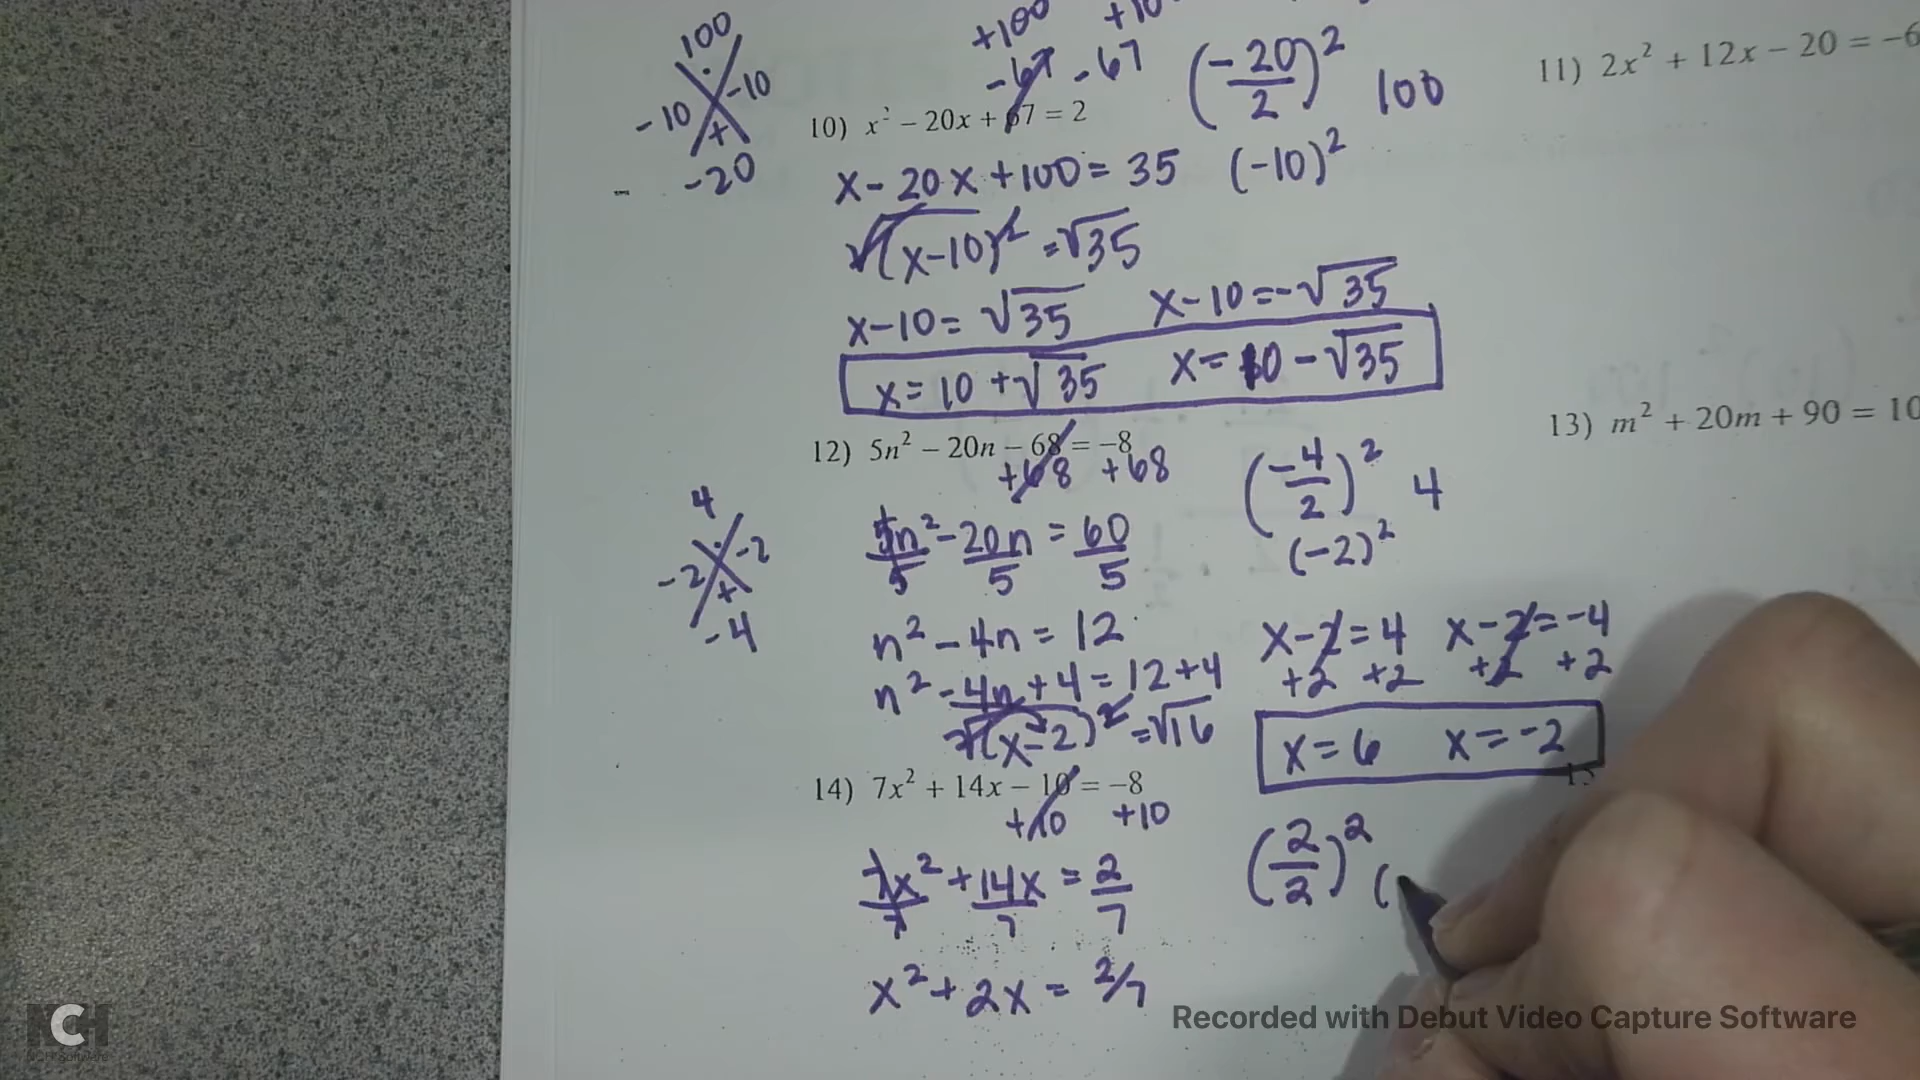 100
-10 · -10
+
-20
+100 +10
-67 -67
10) x² − 20x + 67 = 2
(-20/2)² 100
x - 20x + 100 = 35 (-10)²
√(x-10)² = √35
x-10 = √35 x-10 = -√35
x = 10 + √35 x = 10 - √35
11) 2x² + 12x − 20 = −6
12) 5n² − 20n − 68 = −8
+68 +68
(-4/2)² 4
(-2)²
4
-2 · -2
+
-4
5n²/5 - 20n/5 = 60/5
n² - 4n = 12
n² - 4n + 4 = 12 + 4
√(x-2)² = √16
x-2 = 4 x-2 = -4
+2 +2 +2 +2
x = 6 x = -2
13) m² + 20m + 90 = 10
14) 7x² + 14x − 10 = −8
+10 +10
7x²/7 + 14x/7 = 2/7
x² + 2x = 2/7
(2/2)² (
Recorded with Debut Video Capture Software
NCH
NCH Software